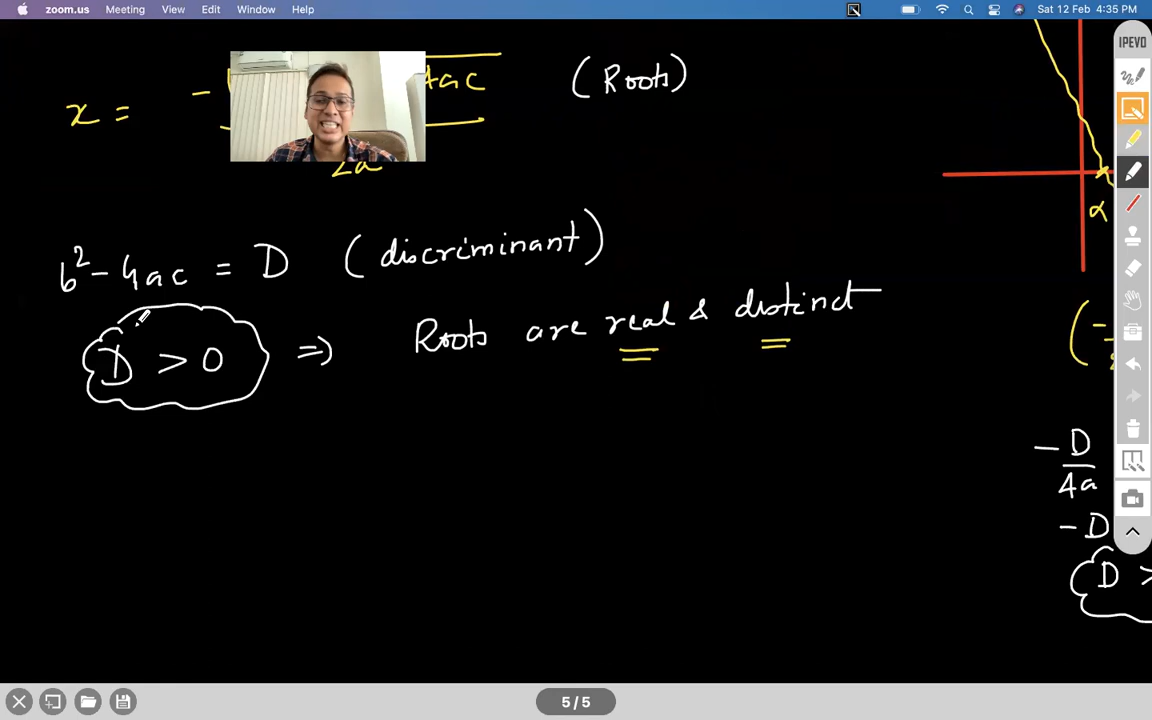 zoom.us Meeting View Edit Window Help Sat 12 Feb 4:35 PM
IPEVO
x = - 4ac (Roots)
2a
α
b² - 4ac = D (discriminant)
D > 0 ⇒ Roots are real & distinct
(-
-D
4a
-D
D >
5/5